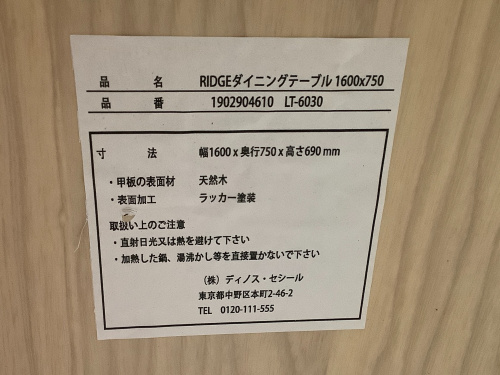 品 名 RIDGEダイニングテーブル 1600x750
品 番 1902904610 LT-6030
寸 法 幅1600 x 奥行750 x 高さ690 mm
・甲板の表面材 天然木
・表面加工 ラッカー塗装
取扱い上のご注意
・直射日光又は熱を避けて下さい
・加熱した鍋、湯沸かし等を直接置かないで下さい
（株）ディノス・セシール
東京都中野区本町2-46-2
TEL 0120-111-555